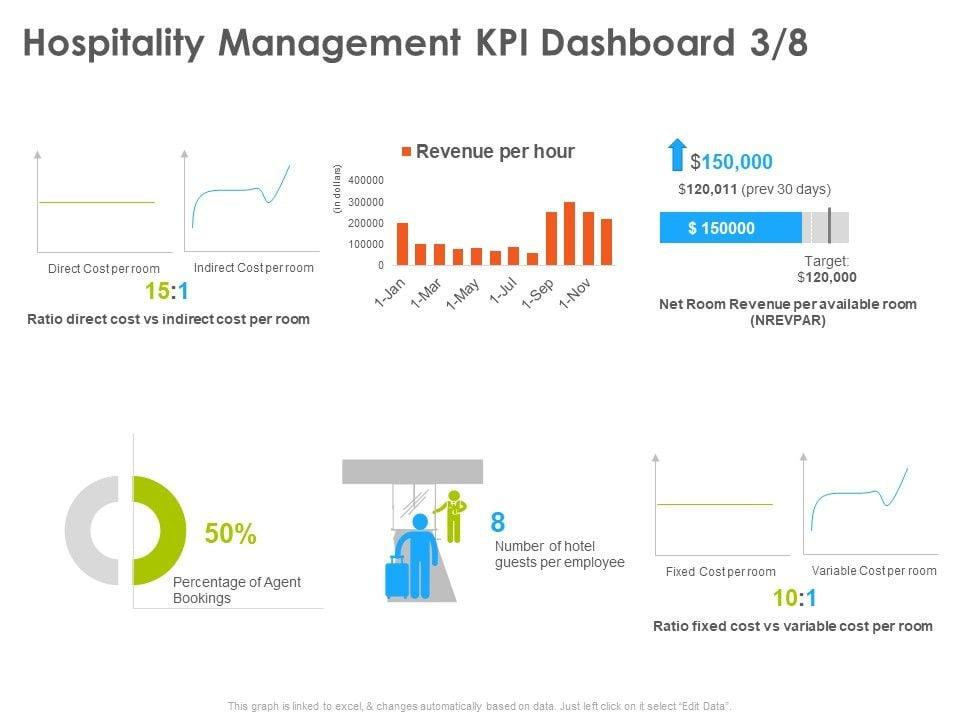 Hospitality Management KPI Dashboard 3/8
Direct Cost per room
Indirect Cost per room
15:1
Ratio direct cost vs indirect cost per room
Revenue per hour
(in dollars)
400000
300000
200000
100000
0
1-Jan
1-Mar
1-May
1-Jul
1-Sep
1-Nov
$150,000
$120,011 (prev 30 days)
$ 150000
Target:
$120,000
Net Room Revenue per available room
(NREVPAR)
50%
Percentage of Agent
Bookings
8
Number of hotel
guests per employee
Fixed Cost per room
Variable Cost per room
10:1
Ratio fixed cost vs variable cost per room
This graph is linked to excel, & changes automatically based on data. Just left click on it select “Edit Data”.